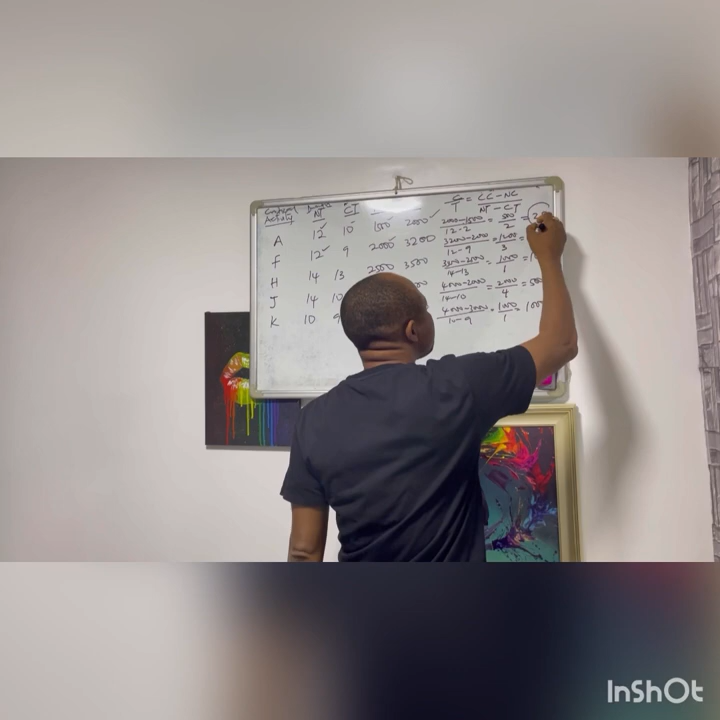 Critical Activity NT CT C/T = CC - NC / NT - CT
A 12 10 1500 2000 2000-1500 / 12-2 = 500 / 2 =
F 12 9 2000 3200 3200-2000 / 12-9 = 1200 / 3 =
H 14 13 2500 3500 3500-2500 / 14-13 = 1000 / 1 =
J 14 10 4000-2000 / 14-10 = 2000 / 4 = 500
K 10 9 4000-3000 / 10-9 = 1000 / 1 = 1000
InShOt